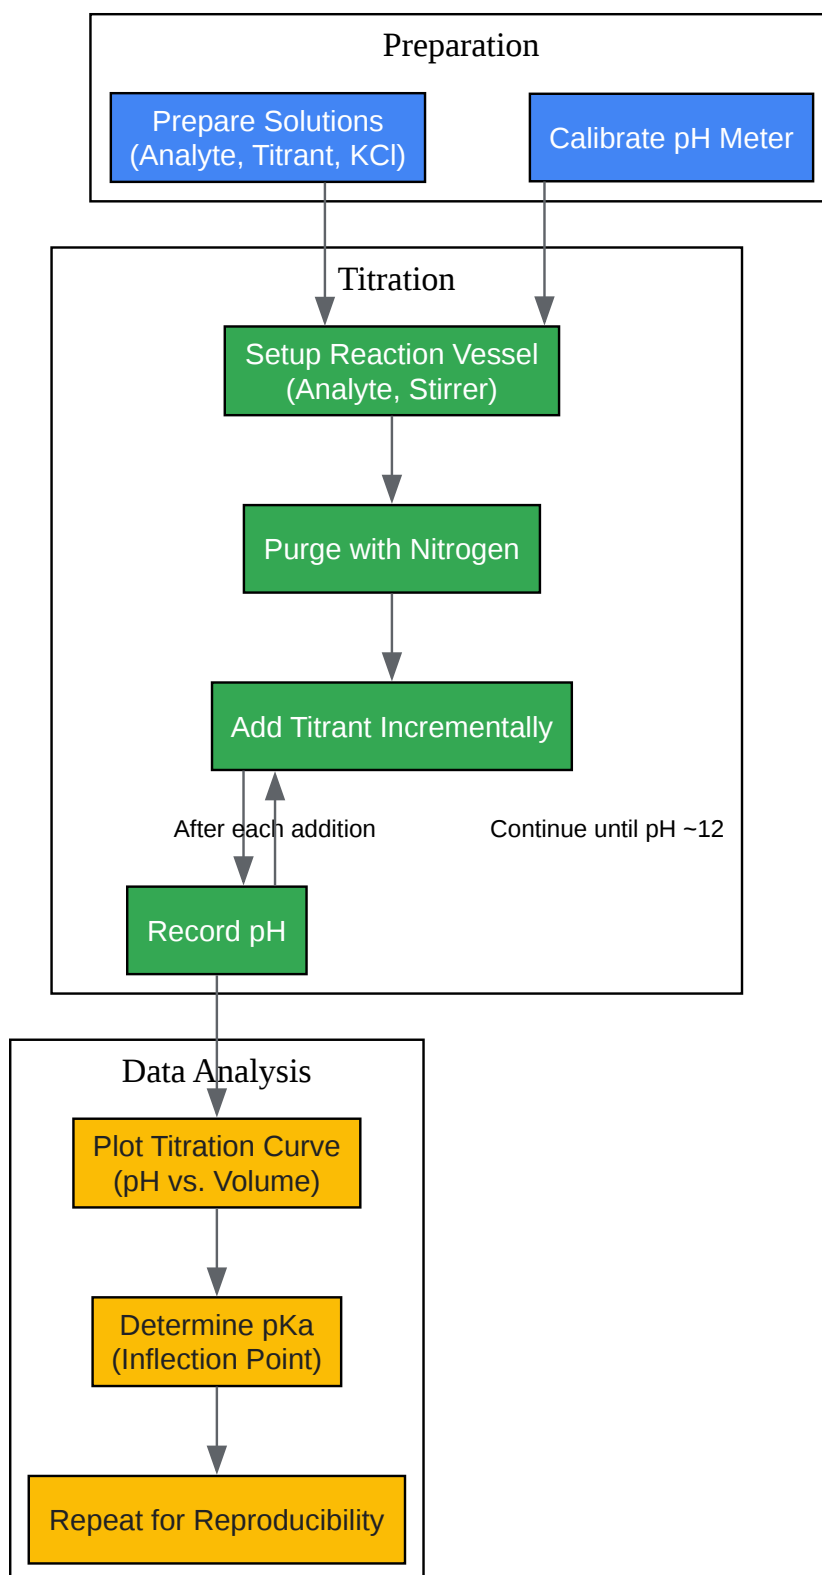 Preparation
Prepare Solutions
(Analyte, Titrant, KCl)
Calibrate pH Meter
Titration
Setup Reaction Vessel
(Analyte, Stirrer)
Purge with Nitrogen
Add Titrant Incrementally
After each addition
Continue until pH ~12
Record pH
Data Analysis
Plot Titration Curve
(pH vs. Volume)
Determine pKa
(Inflection Point)
Repeat for Reproducibility